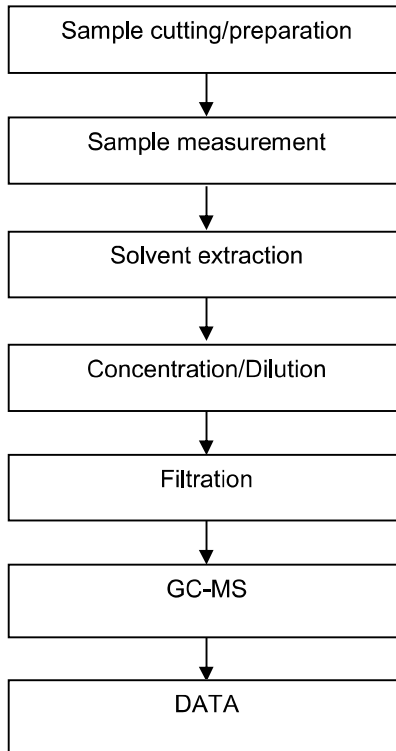 Sample cutting/preparation
Sample measurement
Solvent extraction
Concentration/Dilution
Filtration
GC-MS
DATA